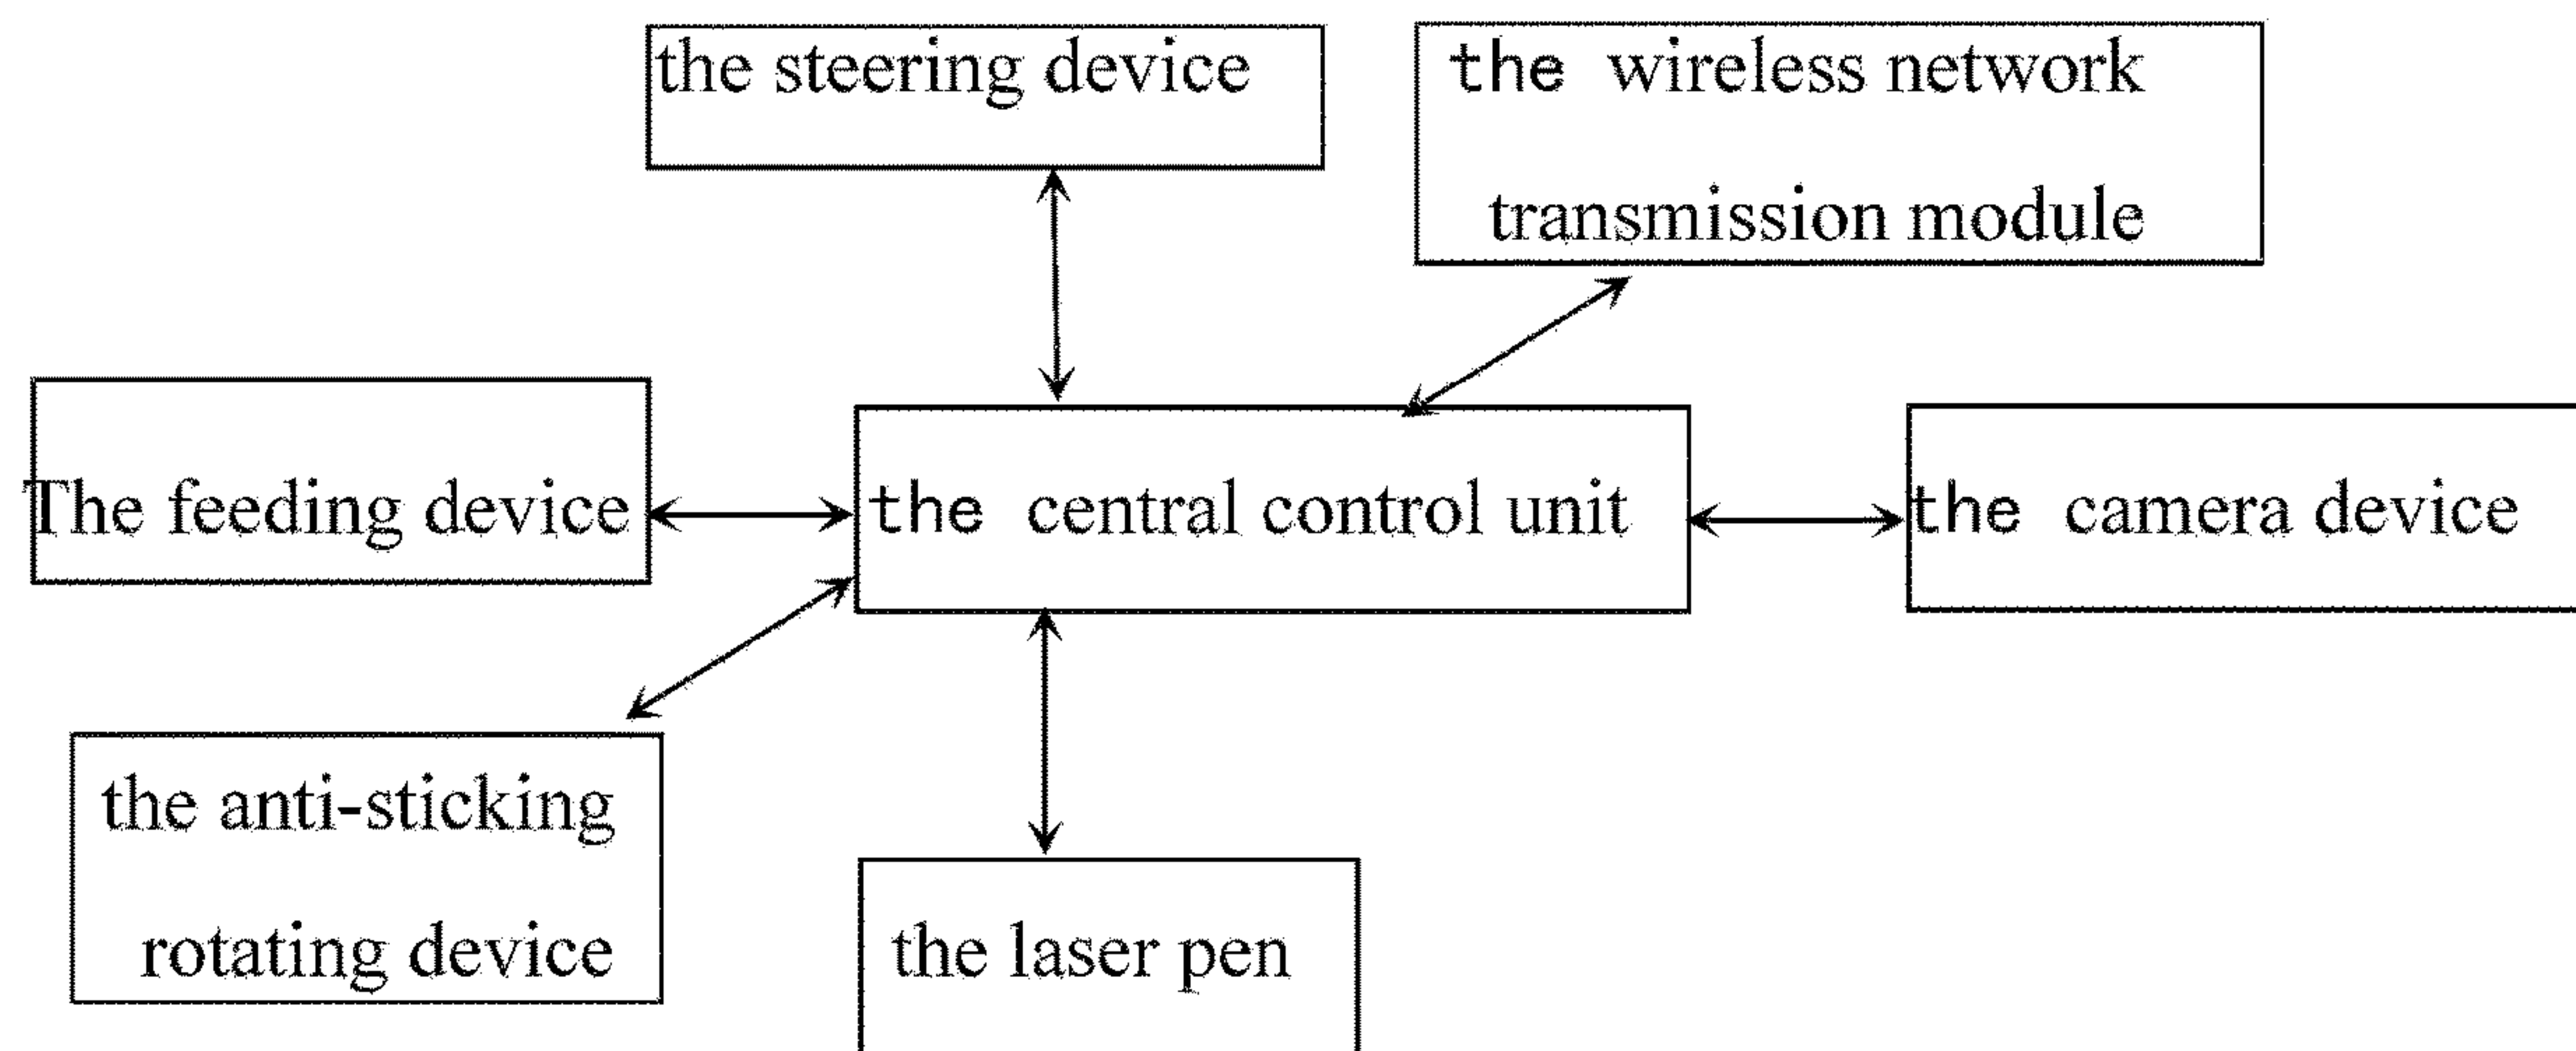 the steering device
the wireless network
transmission module
The feeding device
the central control unit
the camera device
the anti-sticking
rotating device
the laser pen